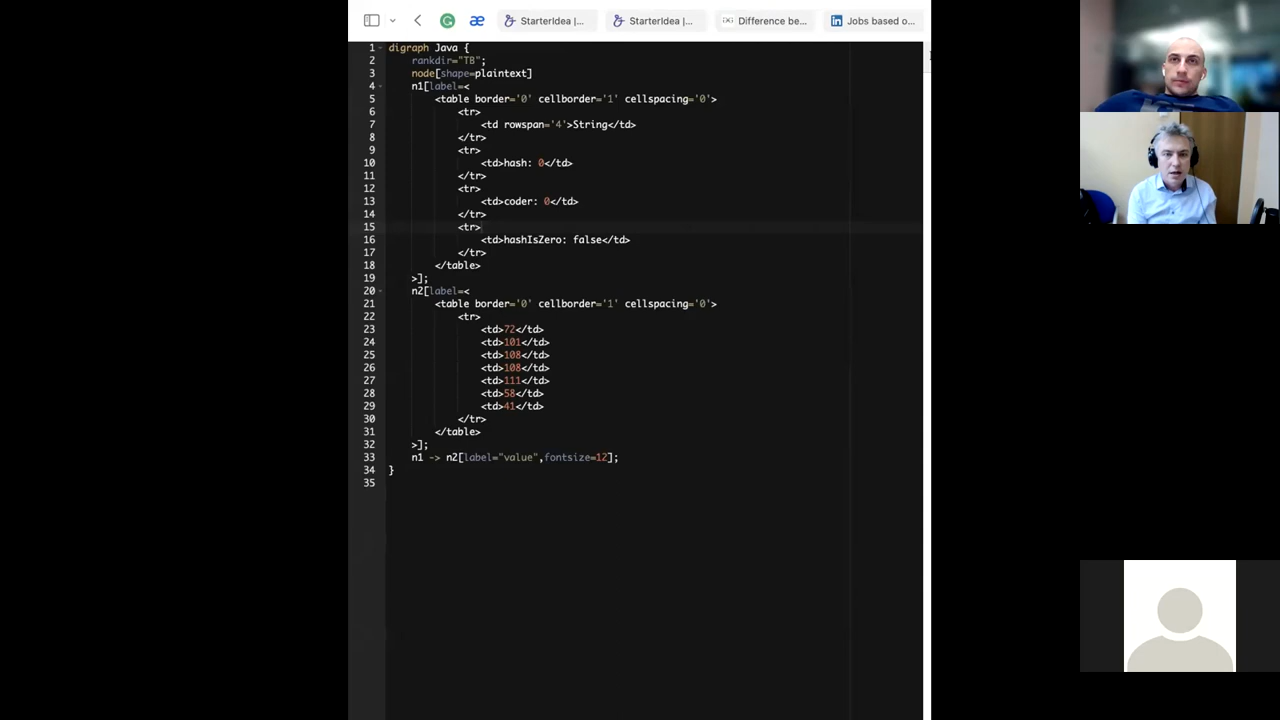 StarterIdea |...
StarterIdea |...
Difference be...
Jobs based o...
1 digraph Java {
2 rankdir="TB";
3 node[shape=plaintext]
4 n1[label=<
5 <table border='0' cellborder='1' cellspacing='0'>
6 <tr>
7 <td rowspan='4'>String</td>
8 </tr>
9 <tr>
10 <td>hash: 0</td>
11 </tr>
12 <tr>
13 <td>coder: 0</td>
14 </tr>
15 <tr>
16 <td>hashIsZero: false</td>
17 </tr>
18 </table>
19 >];
20 n2[label=<
21 <table border='0' cellborder='1' cellspacing='0'>
22 <tr>
23 <td>72</td>
24 <td>101</td>
25 <td>108</td>
26 <td>108</td>
27 <td>111</td>
28 <td>58</td>
29 <td>41</td>
30 </tr>
31 </table>
32 >];
33 n1 -> n2[label="value",fontsize=12];
34 }
35